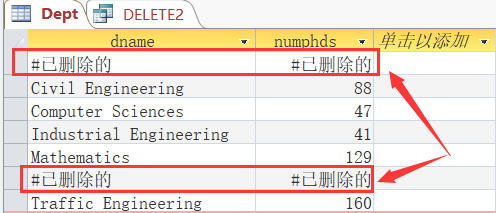 Dept DELETE2
dname numphds 单击以添加
#已删除的 #已删除的
Civil Engineering 88
Computer Sciences 47
Industrial Engineering 41
Mathematics 129
#已删除的 #已删除的
Traffic Engineering 160